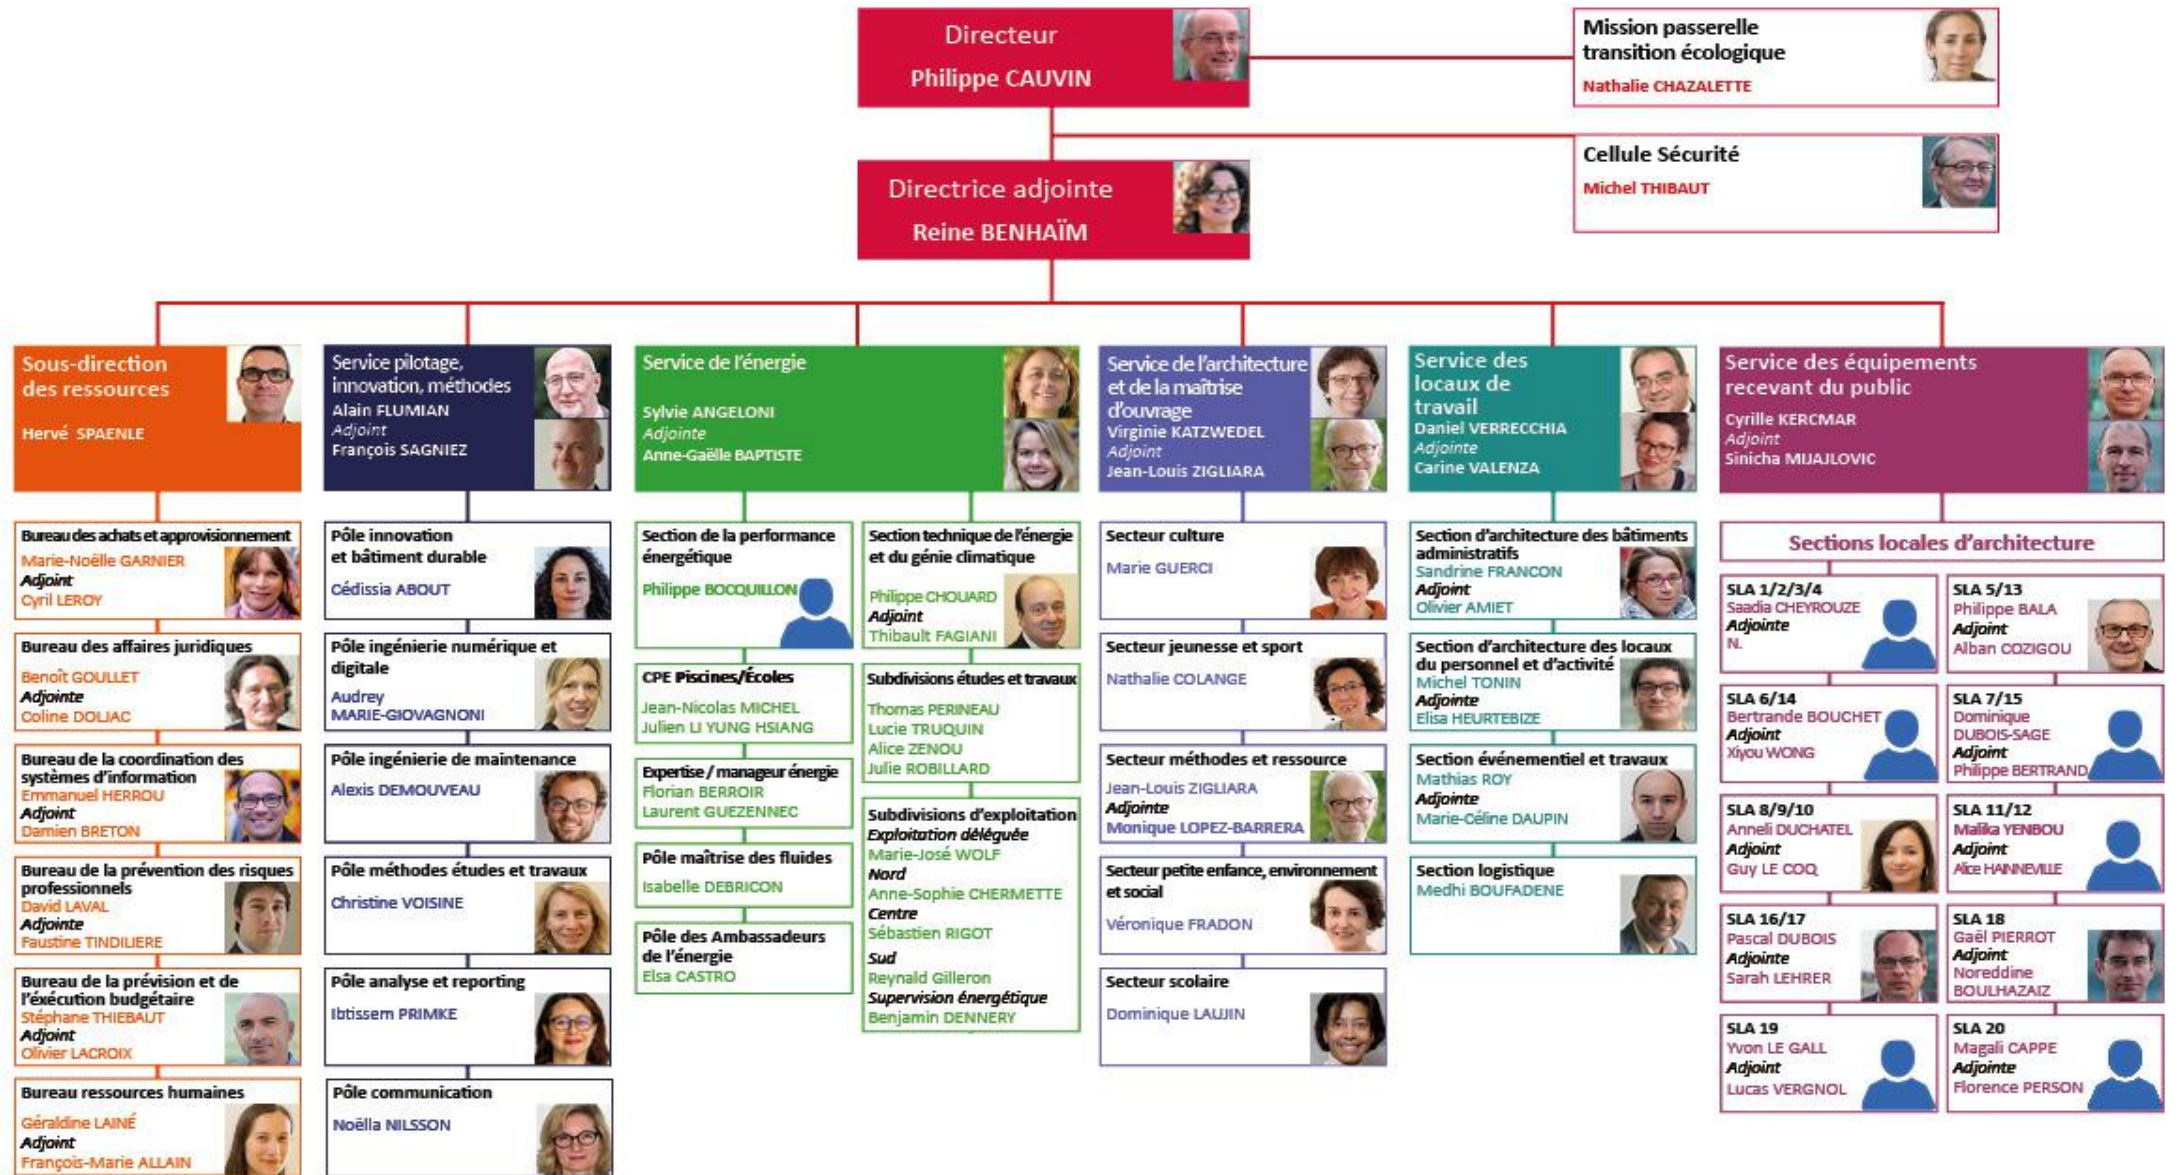 Directeur
Philippe CAUVIN
Mission passerelle
transition écologique
Nathalie CHAZALETTE
Cellule Sécurité
Michel THIBAUT
Directrice adjointe
Reine BENHAÏM
Sous-direction
des ressources
Hervé SPAENLE
Bureau des achats et approvisionnement
Marie-Noëlle GARNIER
Adjoint
Cyril LEROY
Bureau des affaires juridiques
Benoît GOULLET
Adjointe
Coline DOLJAC
Bureau de la coordination des
systèmes d'information
Emmanuel HERROU
Adjoint
Damien BRETON
Bureau de la prévention des risques
professionnels
David LAVAL
Adjointe
Faustine TINDILIERE
Bureau de la prévision et de
l'éxécution budgétaire
Stéphane THIEBAUT
Adjoint
Olivier LACROIX
Bureau ressources humaines
Géraldine LAINÉ
Adjoint
François-Marie ALLAIN
Service pilotage,
innovation, méthodes
Alain FLUMIAN
Adjoint
François SAGNIEZ
Pôle innovation
et bâtiment durable
Cédissia ABOUT
Pôle ingénierie numérique et
digitale
Audrey
MARIE-GIOVAGNONI
Pôle ingénierie de maintenance
Alexis DEMOUVEAU
Pôle méthodes études et travaux
Christine VOISINE
Pôle analyse et reporting
Ibtissem PRIMKE
Pôle communication
Noëlla NILSSON
Service de l'énergie
Sylvie ANGELONI
Adjointe
Anne-Gaëlle BAPTISTE
Section de la performance
énergétique
Philippe BOCQUILLON
CPE Piscines/Écoles
Jean-Nicolas MICHEL
Julien LI YUNG HSIANG
Expertise / manageur énergie
Florian BERROIR
Laurent GUEZENNEC
Pôle maîtrise des fluides
Isabelle DEBRICON
Pôle des Ambassadeurs
de l'énergie
Elsa CASTRO
Section technique de l'énergie
et du génie climatique
Philippe CHOUARD
Adjoint
Thibault FAGIANI
Subdivisions études et travaux
Thomas PERINEAU
Lucie TRUQUIN
Alice ZENOU
Julie ROBILLARD
Subdivisions d'exploitation
Exploitation déléguée
Marie-José WOLF
Nord
Anne-Sophie CHERMETTE
Centre
Sébastien RIGOT
Sud
Reynald Gilleron
Supervision énergétique
Benjamin DENNERY
Service de l'architecture
et de la maîtrise
d'ouvrage
Virginie KATZWEDEL
Adjoint
Jean-Louis ZIGLIARA
Secteur culture
Marie GUERCI
Secteur jeunesse et sport
Nathalie COLANGE
Secteur méthodes et ressource
Jean-Louis ZIGLIARA
Adjointe
Monique LOPEZ-BARRERA
Secteur petite enfance, environnement
et social
Véronique FRADON
Secteur scolaire
Dominique LAUJIN
Service des
locaux de
travail
Daniel VERRECCHIA
Adjointe
Carine VALENZA
Section d'architecture des bâtiments
administratifs
Sandrine FRANCON
Adjoint
Olivier AMIET
Section d'architecture des locaux
du personnel et d'activité
Michel TONIN
Adjointe
Elisa HEURTEBIZE
Section événementiel et travaux
Mathias ROY
Adjointe
Marie-Céline DAUPIN
Section logistique
Medhi BOUFADENE
Service des équipements
recevant du public
Cyrille KERCMAR
Adjoint
Sinicha MIJAJLOVIC
Sections locales d'architecture
SLA 1/2/3/4
Saadia CHEYROUZE
Adjointe
N.
SLA 5/13
Philippe BALA
Adjoint
Alban COZIGOU
SLA 6/14
Bertrande BOUCHET
Adjoint
Xiyou WONG
SLA 7/15
Dominique
DUBOIS-SAGE
Adjoint
Philippe BERTRAND
SLA 8/9/10
Anneli DUCHATEL
Adjoint
Guy LE COQ
SLA 11/12
Malika YENBOU
Adjoint
Alice HAINNEVILLE
SLA 16/17
Pascal DUBOIS
Adjointe
Sarah LEHRER
SLA 18
Gaël PIERROT
Adjoint
Noreddine
BOULHAZAIZ
SLA 19
Yvon LE GALL
Adjoint
Lucas VERGNOL
SLA 20
Magali CAPPE
Adjointe
Florence PERSON